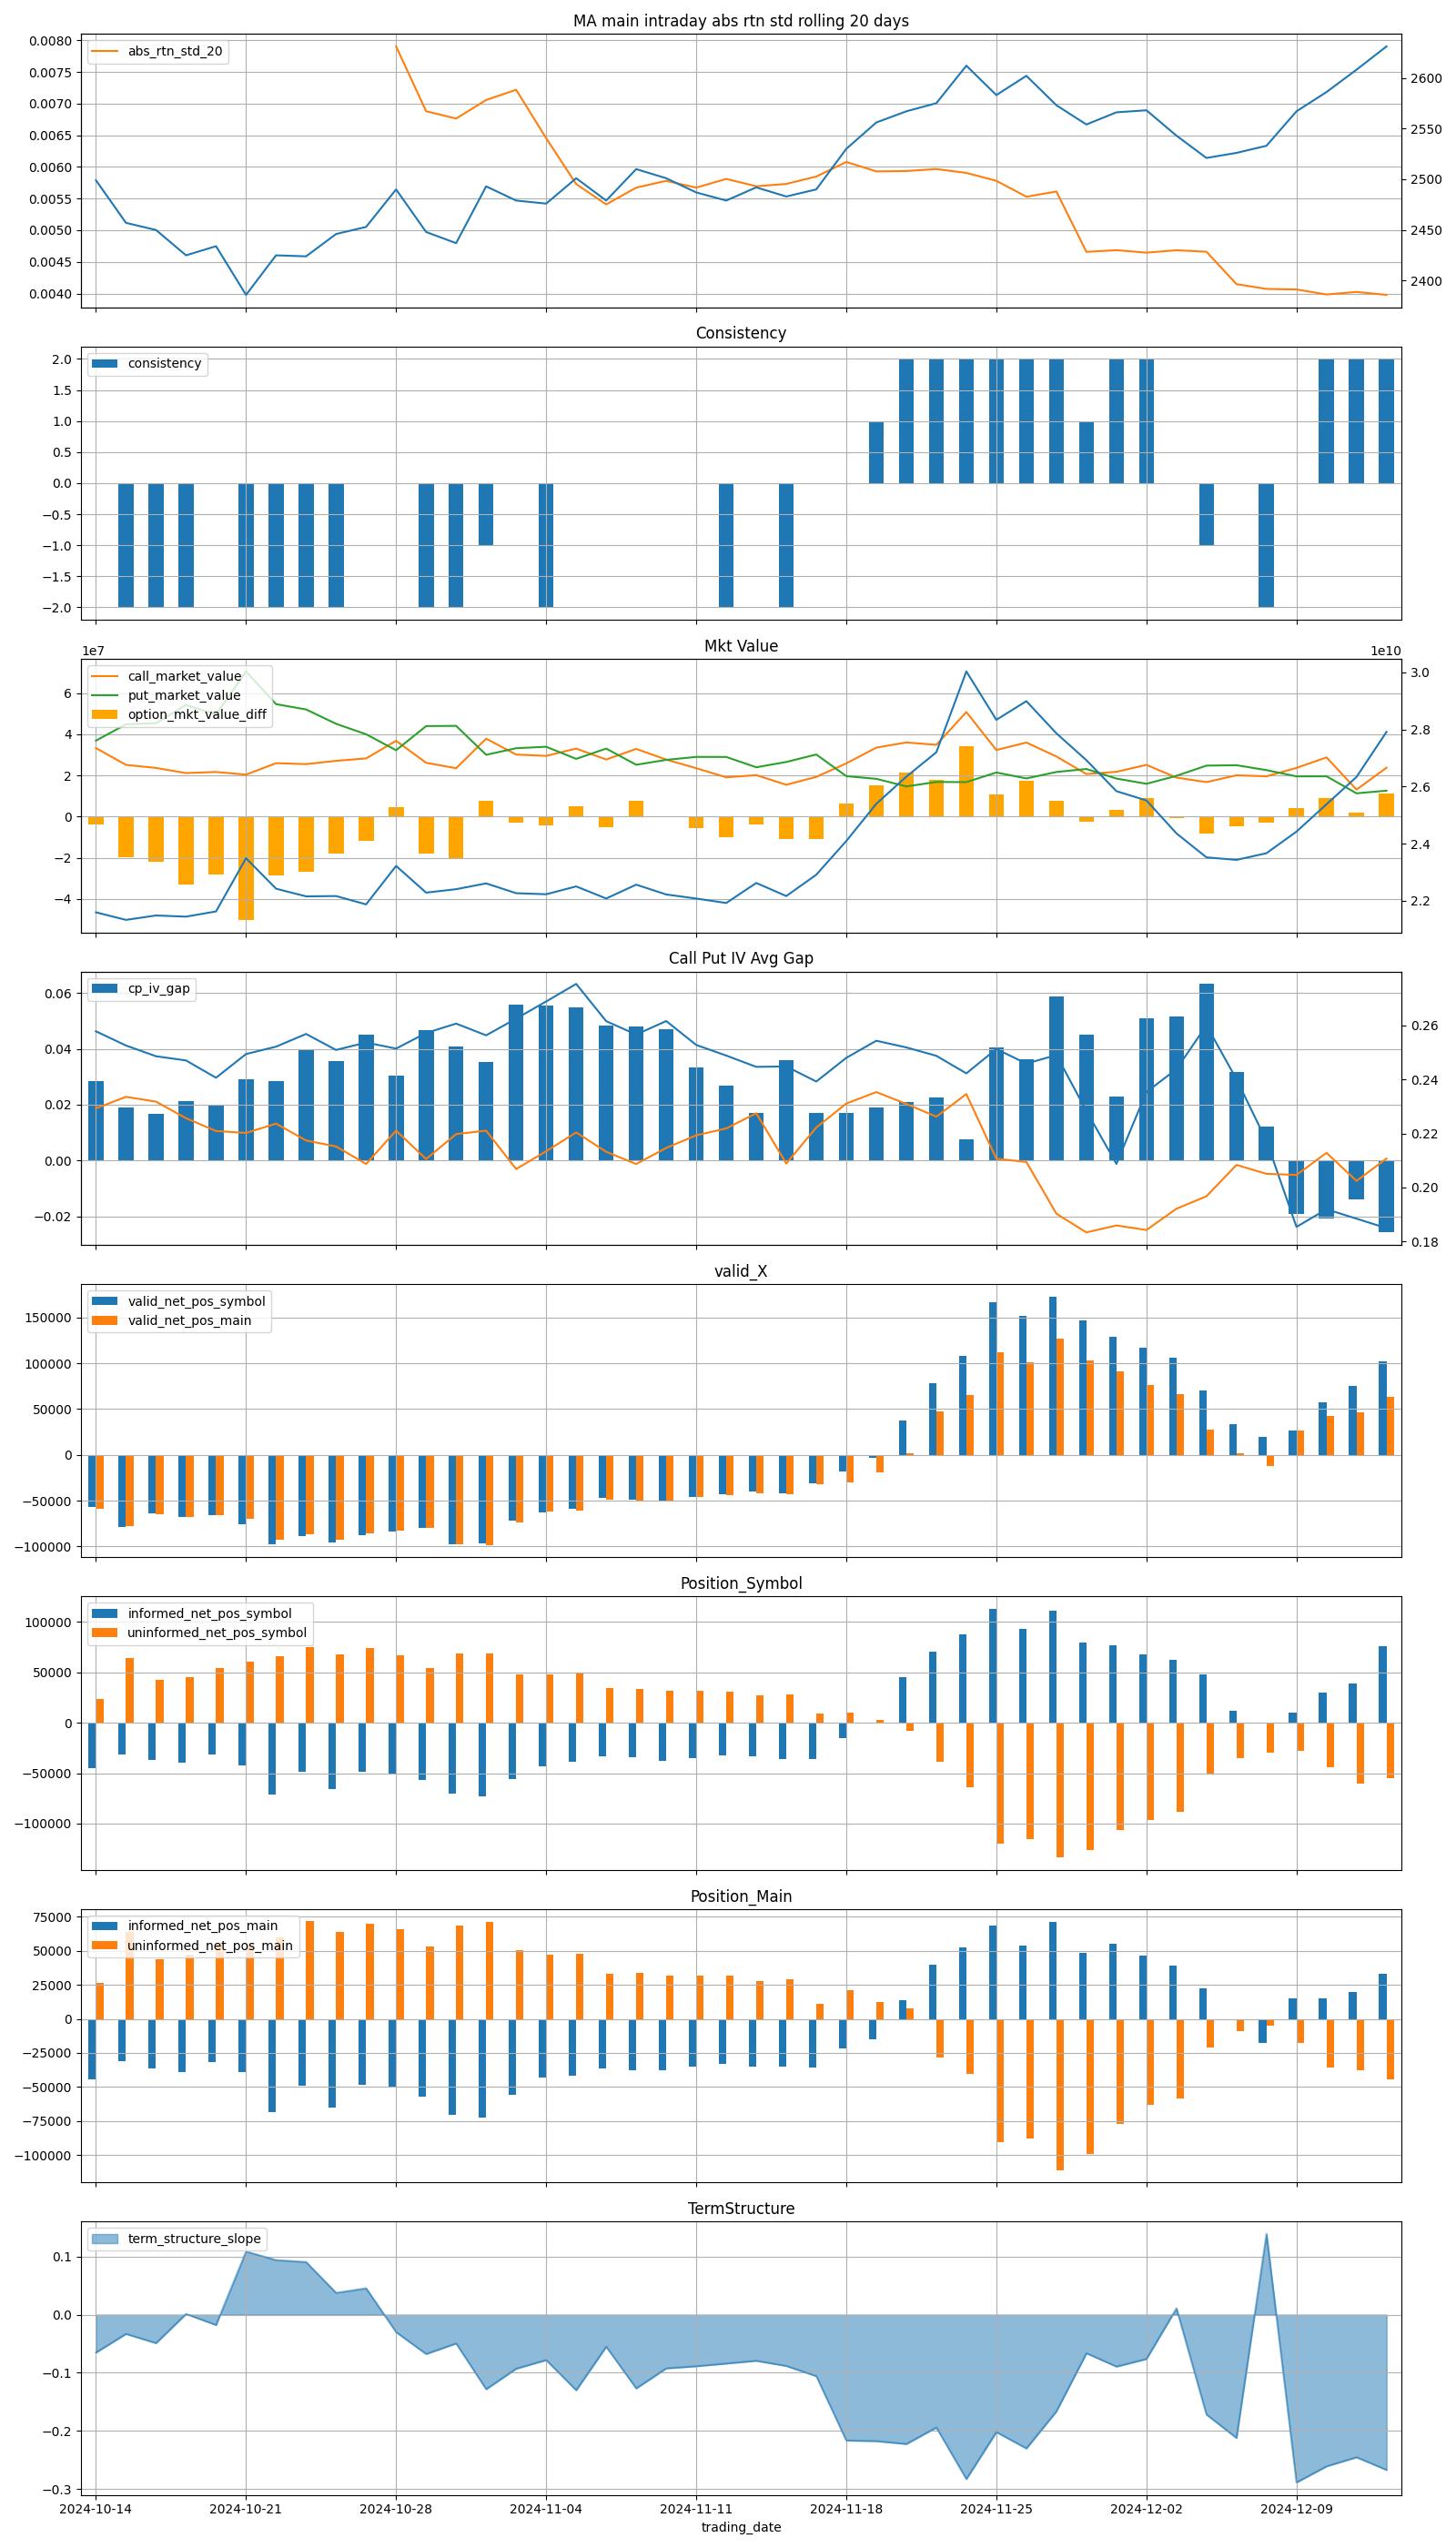 MA main intraday abs rtn std rolling 20 days
abs_rtn_std_20
0.0080
0.0075
0.0070
0.0065
0.0060
0.0055
0.0050
0.0045
0.0040
2600
2550
2500
2450
2400
Consistency
consistency
2.0
1.5
1.0
0.5
0.0
−0.5
−1.0
−1.5
−2.0
Mkt Value
1e7
1e10
call_market_value
put_market_value
option_mkt_value_diff
6
4
2
0
−2
−4
3.0
2.8
2.6
2.4
2.2
Call Put IV Avg Gap
cp_iv_gap
0.06
0.04
0.02
0.00
−0.02
0.26
0.24
0.22
0.20
0.18
valid_X
valid_net_pos_symbol
valid_net_pos_main
150000
100000
50000
0
−50000
−100000
Position_Symbol
informed_net_pos_symbol
uninformed_net_pos_symbol
100000
50000
0
−50000
−100000
Position_Main
informed_net_pos_main
uninformed_net_pos_main
75000
50000
25000
0
−25000
−50000
−75000
−100000
TermStructure
term_structure_slope
0.1
0.0
−0.1
−0.2
−0.3
2024-10-14 2024-10-21 2024-10-28 2024-11-04 2024-11-11 2024-11-18 2024-11-25 2024-12-02 2024-12-09
trading_date